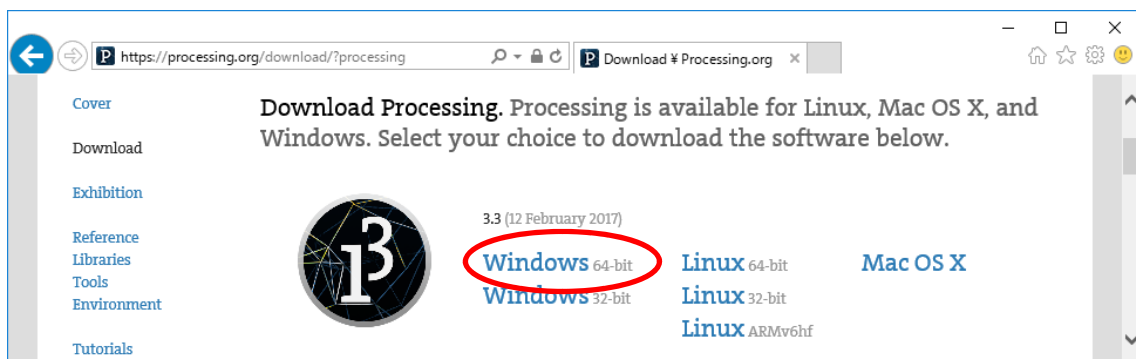 https://processing.org/download/?processing
Download ¥ Processing.org
Cover
Download
Exhibition
Reference
Libraries
Tools
Environment
Tutorials
Download Processing. Processing is available for Linux, Mac OS X, and
Windows. Select your choice to download the software below.
3.3 (12 February 2017)
Windows 64-bit
Linux 64-bit
Mac OS X
Windows 32-bit
Linux 32-bit
Linux ARMv6hf